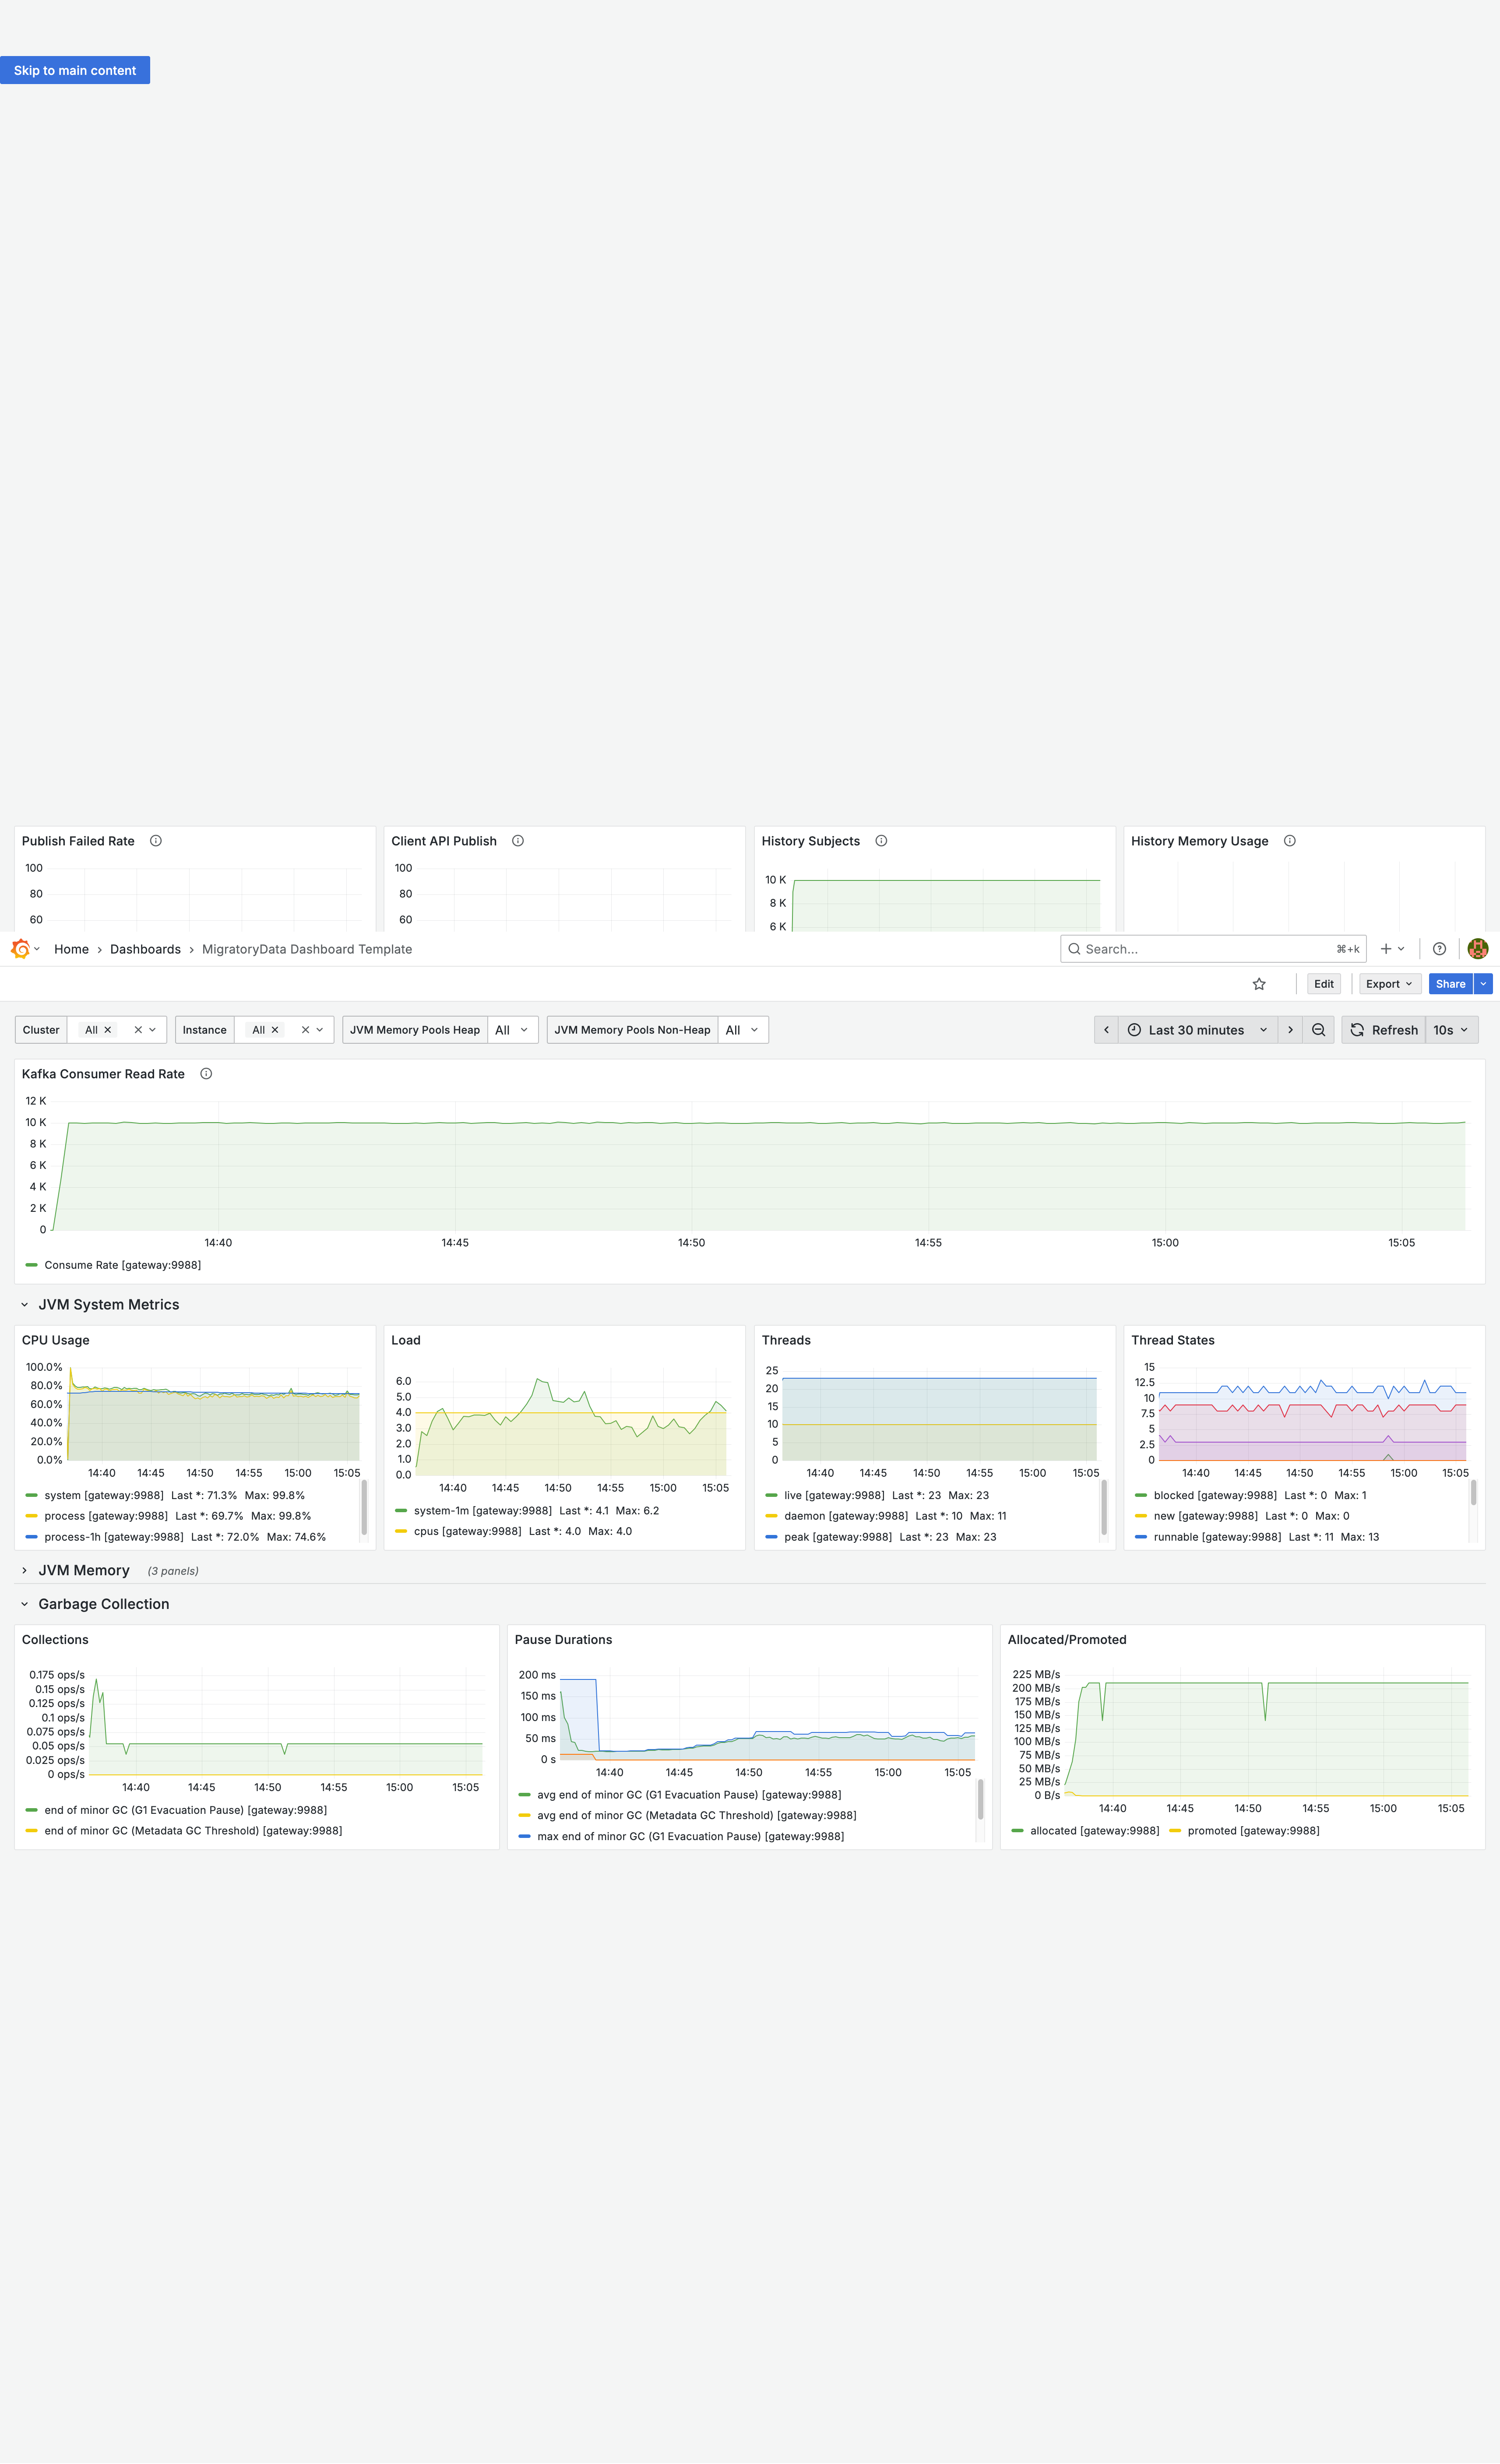 Skip to main content
Publish Failed Rate
100
80
60
Client API Publish
100
80
60
History Subjects
10 K
8 K
6 K
History Memory Usage
Home › Dashboards › MigratoryData Dashboard Template
Search... ⌘+k
Edit Export Share
Cluster All Instance All JVM Memory Pools Heap All JVM Memory Pools Non-Heap All Last 30 minutes Refresh 10s
Kafka Consumer Read Rate
12 K
10 K
8 K
6 K
4 K
2 K
0
14:40 14:45 14:50 14:55 15:00 15:05
Consume Rate [gateway:9988]
JVM System Metrics
CPU Usage
100.0%
80.0%
60.0%
40.0%
20.0%
0.0%
14:40 14:45 14:50 14:55 15:00 15:05
system [gateway:9988] Last *: 71.3% Max: 99.8%
process [gateway:9988] Last *: 69.7% Max: 99.8%
process-1h [gateway:9988] Last *: 72.0% Max: 74.6%
Load
6.0
5.0
4.0
3.0
2.0
1.0
0.0
14:40 14:45 14:50 14:55 15:00 15:05
system-1m [gateway:9988] Last *: 4.1 Max: 6.2
cpus [gateway:9988] Last *: 4.0 Max: 4.0
Threads
25
20
15
10
5
0
14:40 14:45 14:50 14:55 15:00 15:05
live [gateway:9988] Last *: 23 Max: 23
daemon [gateway:9988] Last *: 10 Max: 11
peak [gateway:9988] Last *: 23 Max: 23
Thread States
15
12.5
10
7.5
5
2.5
0
14:40 14:45 14:50 14:55 15:00 15:05
blocked [gateway:9988] Last *: 0 Max: 1
new [gateway:9988] Last *: 0 Max: 0
runnable [gateway:9988] Last *: 11 Max: 13
JVM Memory (3 panels)
Garbage Collection
Collections
0.175 ops/s
0.15 ops/s
0.125 ops/s
0.1 ops/s
0.075 ops/s
0.05 ops/s
0.025 ops/s
0 ops/s
14:40 14:45 14:50 14:55 15:00 15:05
end of minor GC (G1 Evacuation Pause) [gateway:9988]
end of minor GC (Metadata GC Threshold) [gateway:9988]
Pause Durations
200 ms
150 ms
100 ms
50 ms
0 s
14:40 14:45 14:50 14:55 15:00 15:05
avg end of minor GC (G1 Evacuation Pause) [gateway:9988]
avg end of minor GC (Metadata GC Threshold) [gateway:9988]
max end of minor GC (G1 Evacuation Pause) [gateway:9988]
Allocated/Promoted
225 MB/s
200 MB/s
175 MB/s
150 MB/s
125 MB/s
100 MB/s
75 MB/s
50 MB/s
25 MB/s
0 B/s
14:40 14:45 14:50 14:55 15:00 15:05
allocated [gateway:9988] promoted [gateway:9988]